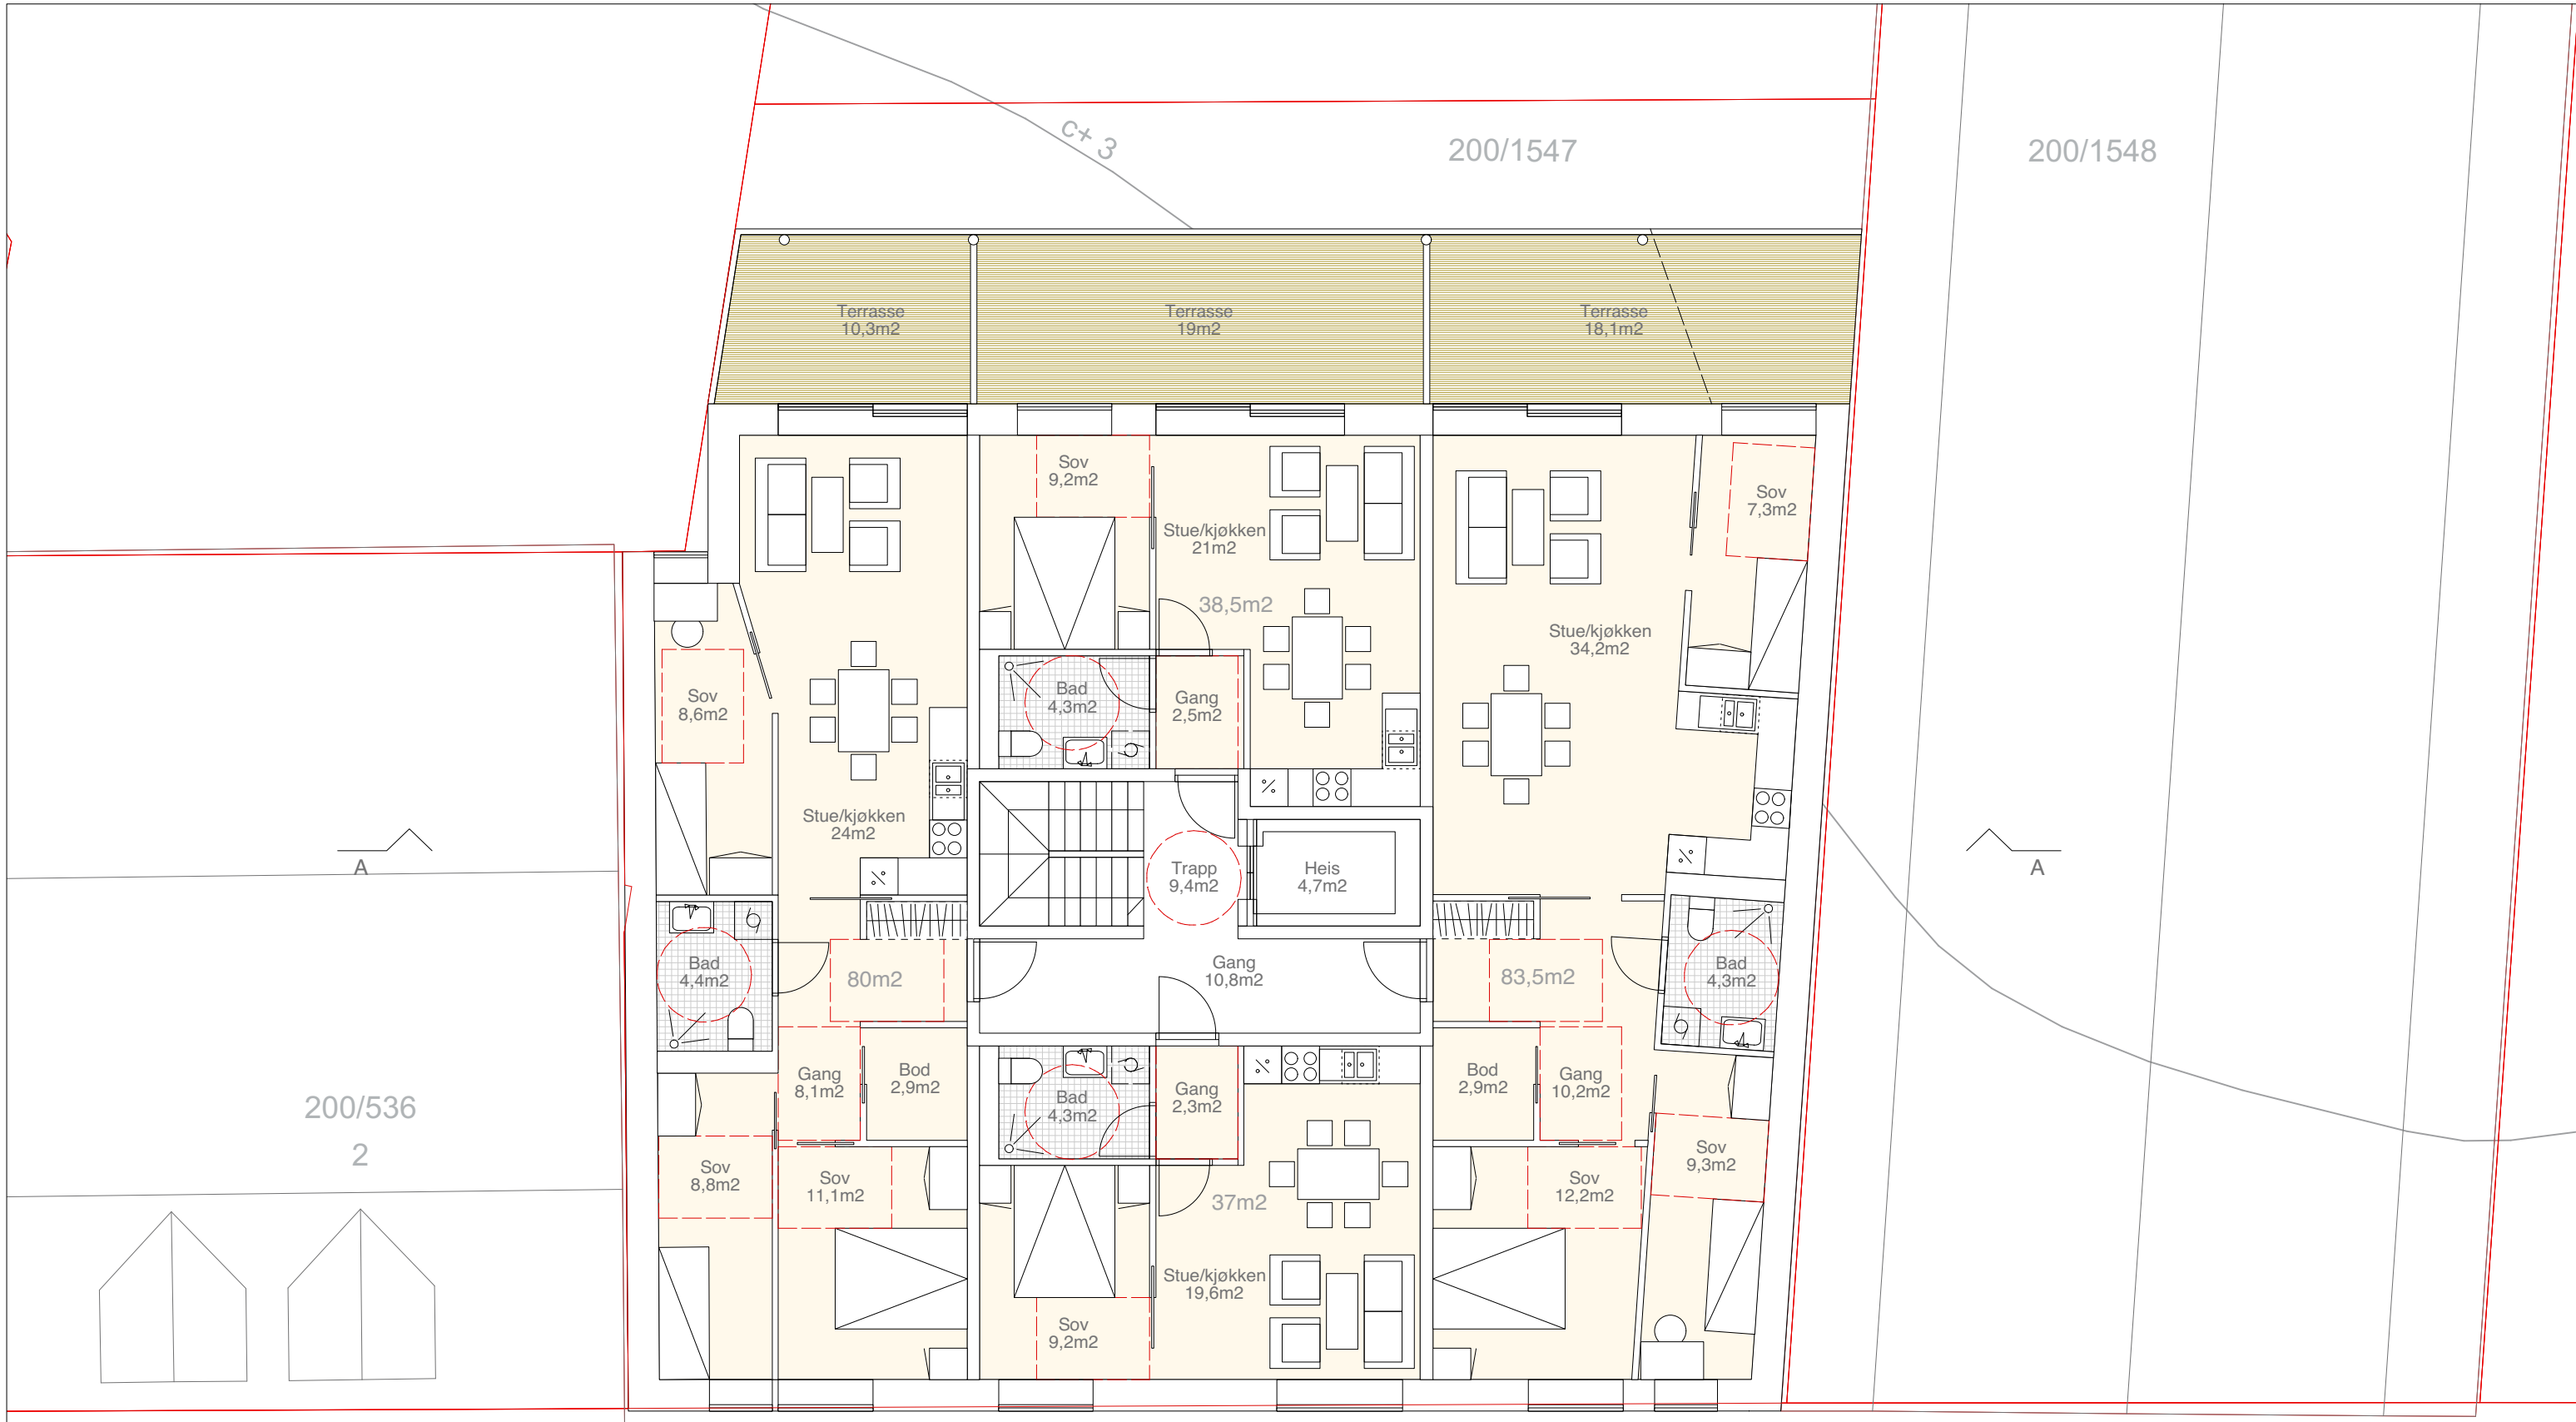 c+ 3
200/1547
200/1548
Terrasse
10,3m2
Terrasse
19m2
Terrasse
18,1m2
Sov
9,2m2
Stue/kjøkken
21m2
38,5m2
Sov
7,3m2
Stue/kjøkken
34,2m2
Sov
8,6m2
Bad
4,3m2
Gang
2,5m2
Stue/kjøkken
24m2
A
Trapp
9,4m2
Heis
4,7m2
A
Bad
4,4m2
80m2
Gang
10,8m2
83,5m2
Bad
4,3m2
200/536
2
Gang
8,1m2
Bod
2,9m2
Bad
4,3m2
Gang
2,3m2
Bod
2,9m2
Gang
10,2m2
Sov
8,8m2
Sov
11,1m2
37m2
Sov
12,2m2
Sov
9,3m2
Stue/kjøkken
19,6m2
Sov
9,2m2